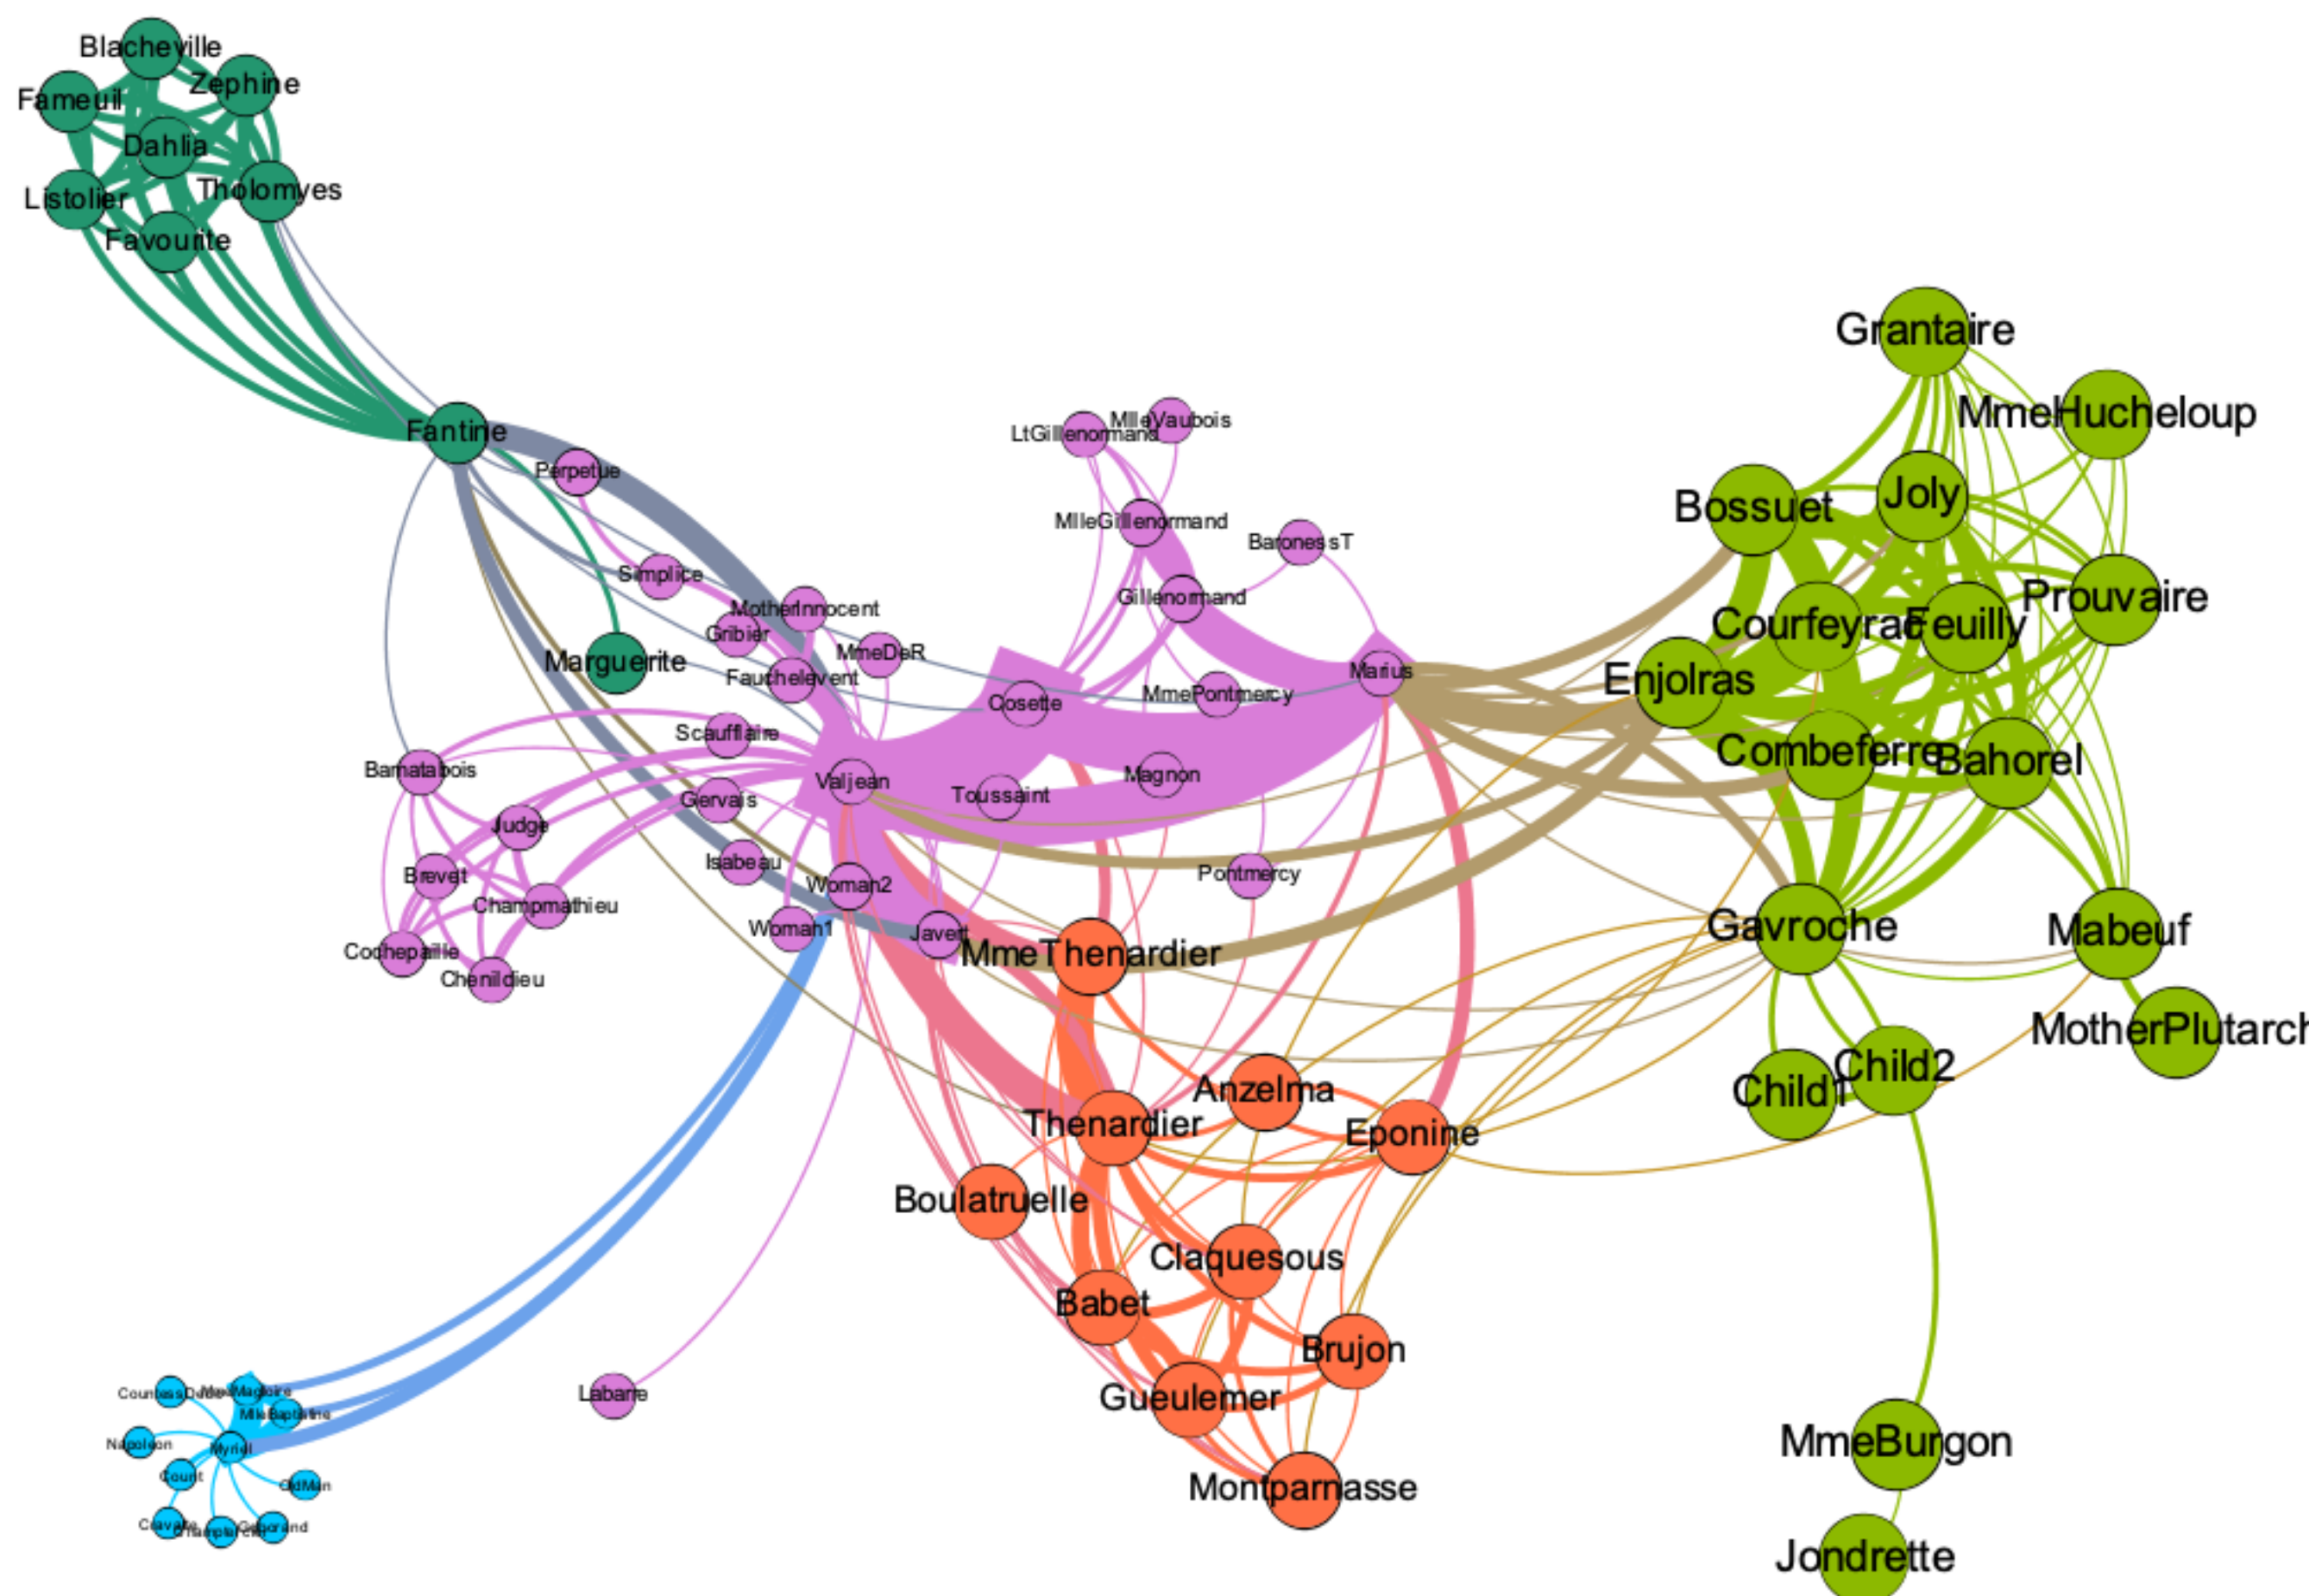 Blacheville
Zephine
Fameuil
Dahlia
Tholomyes
Listolier
Favourite
Fantine
Perpetue
Simplice
MotherInnocent
Gribier
MmeDeR
Marguerite
Fauchelevent
Scaufflaire
Bamatabois
Valjean
Gervais
Judge
Isabeau
Brevet
Woman2
Champmathieu
Woman1
Javert
Cochepaille
Chenildieu
LtGillenormand
MlleVaubois
MlleGillenormand
BaronessT
Gillenormand
Marius
MmePontmercy
Cosette
Magnon
Toussaint
Pontmercy
Grantaire
MmeHucheloup
Joly
Bossuet
Prouvaire
Courfeyrac
Feuilly
Enjolras
Combeferre
Bahorel
Gavroche
Mabeuf
MotherPlutarch
Child2
Child1
MmeThenardier
Anzelma
Thenardier
Eponine
Boulatruelle
Claquesous
Babet
Brujon
Gueulemer
Montparnasse
MmeBurgon
Jondrette
Labarre
MlleBaptistine
Napoleon
Myriel
Count
OldMan